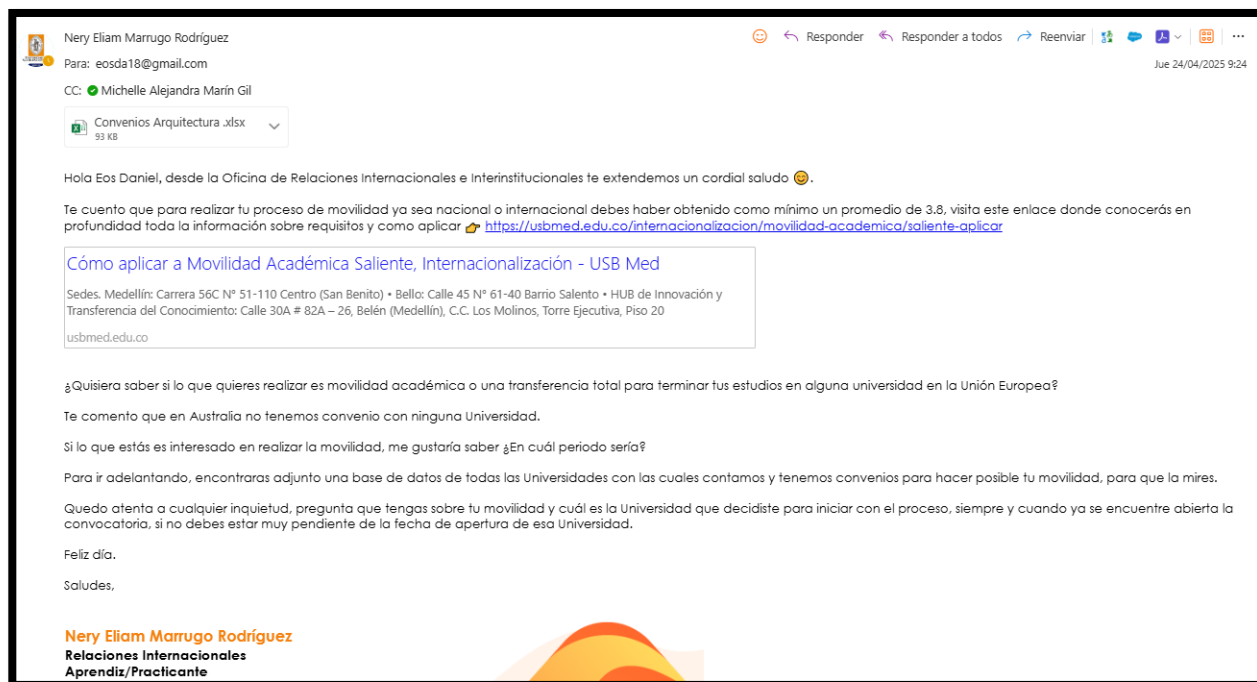 Nery Eliam Marrugo Rodríguez
Responder Responder a todos Reenviar
Para: eosda18@gmail.com
Jue 24/04/2025 9:24
CC: Michelle Alejandra Marín Gil
Convenios Arquitectura .xlsx
93 KB
Hola Eos Daniel, desde la Oficina de Relaciones Internacionales e Interinstitucionales te extendemos un cordial saludo 😊.
Te cuento que para realizar tu proceso de movilidad ya sea nacional o internacional debes haber obtenido como mínimo un promedio de 3.8, visita este enlace donde conocerás en
profundidad toda la información sobre requisitos y como aplicar 👉 https://usbmed.edu.co/internacionalizacion/movilidad-academica/saliente-aplicar
Cómo aplicar a Movilidad Académica Saliente, Internacionalización - USB Med
Sedes. Medellín: Carrera 56C N° 51-110 Centro (San Benito) • Bello: Calle 45 N° 61-40 Barrio Salento • HUB de Innovación y
Transferencia del Conocimiento: Calle 30A # 82A – 26, Belén (Medellín), C.C. Los Molinos, Torre Ejecutiva, Piso 20
usbmed.edu.co
¿Quisiera saber si lo que quieres realizar es movilidad académica o una transferencia total para terminar tus estudios en alguna universidad en la Unión Europea?
Te comento que en Australia no tenemos convenio con ninguna Universidad.
Si lo que estás es interesado en realizar la movilidad, me gustaría saber ¿En cuál periodo sería?
Para ir adelantando, encontraras adjunto una base de datos de todas las Universidades con las cuales contamos y tenemos convenios para hacer posible tu movilidad, para que la mires.
Quedo atenta a cualquier inquietud, pregunta que tengas sobre tu movilidad y cuál es la Universidad que decidiste para iniciar con el proceso, siempre y cuando ya se encuentre abierta la
convocatoria, si no debes estar muy pendiente de la fecha de apertura de esa Universidad.
Feliz día.
Saludes,
Nery Eliam Marrugo Rodríguez
Relaciones Internacionales
Aprendiz/Practicante